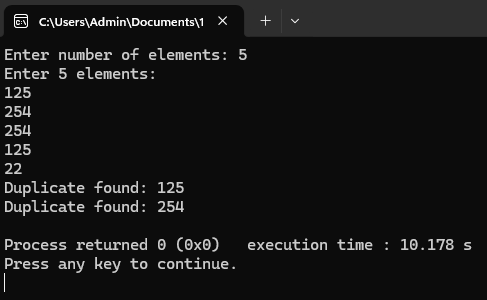 C:\Users\Admin\Documents\1
Enter number of elements: 5
Enter 5 elements:
125
254
254
125
22
Duplicate found: 125
Duplicate found: 254
Process returned 0 (0x0)   execution time : 10.178 s
Press any key to continue.